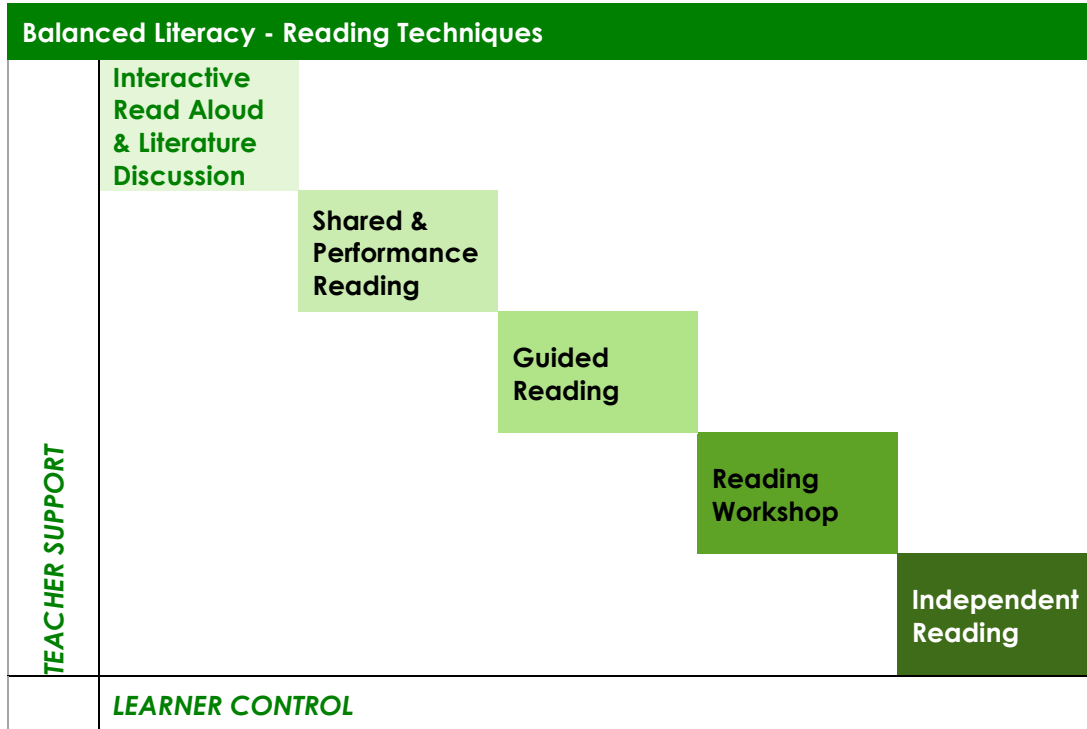 Balanced Literacy - Reading Techniques
Interactive
Read Aloud
& Literature
Discussion
Shared &
Performance
Reading
Guided
Reading
Reading
Workshop
Independent
Reading
TEACHER SUPPORT
LEARNER CONTROL